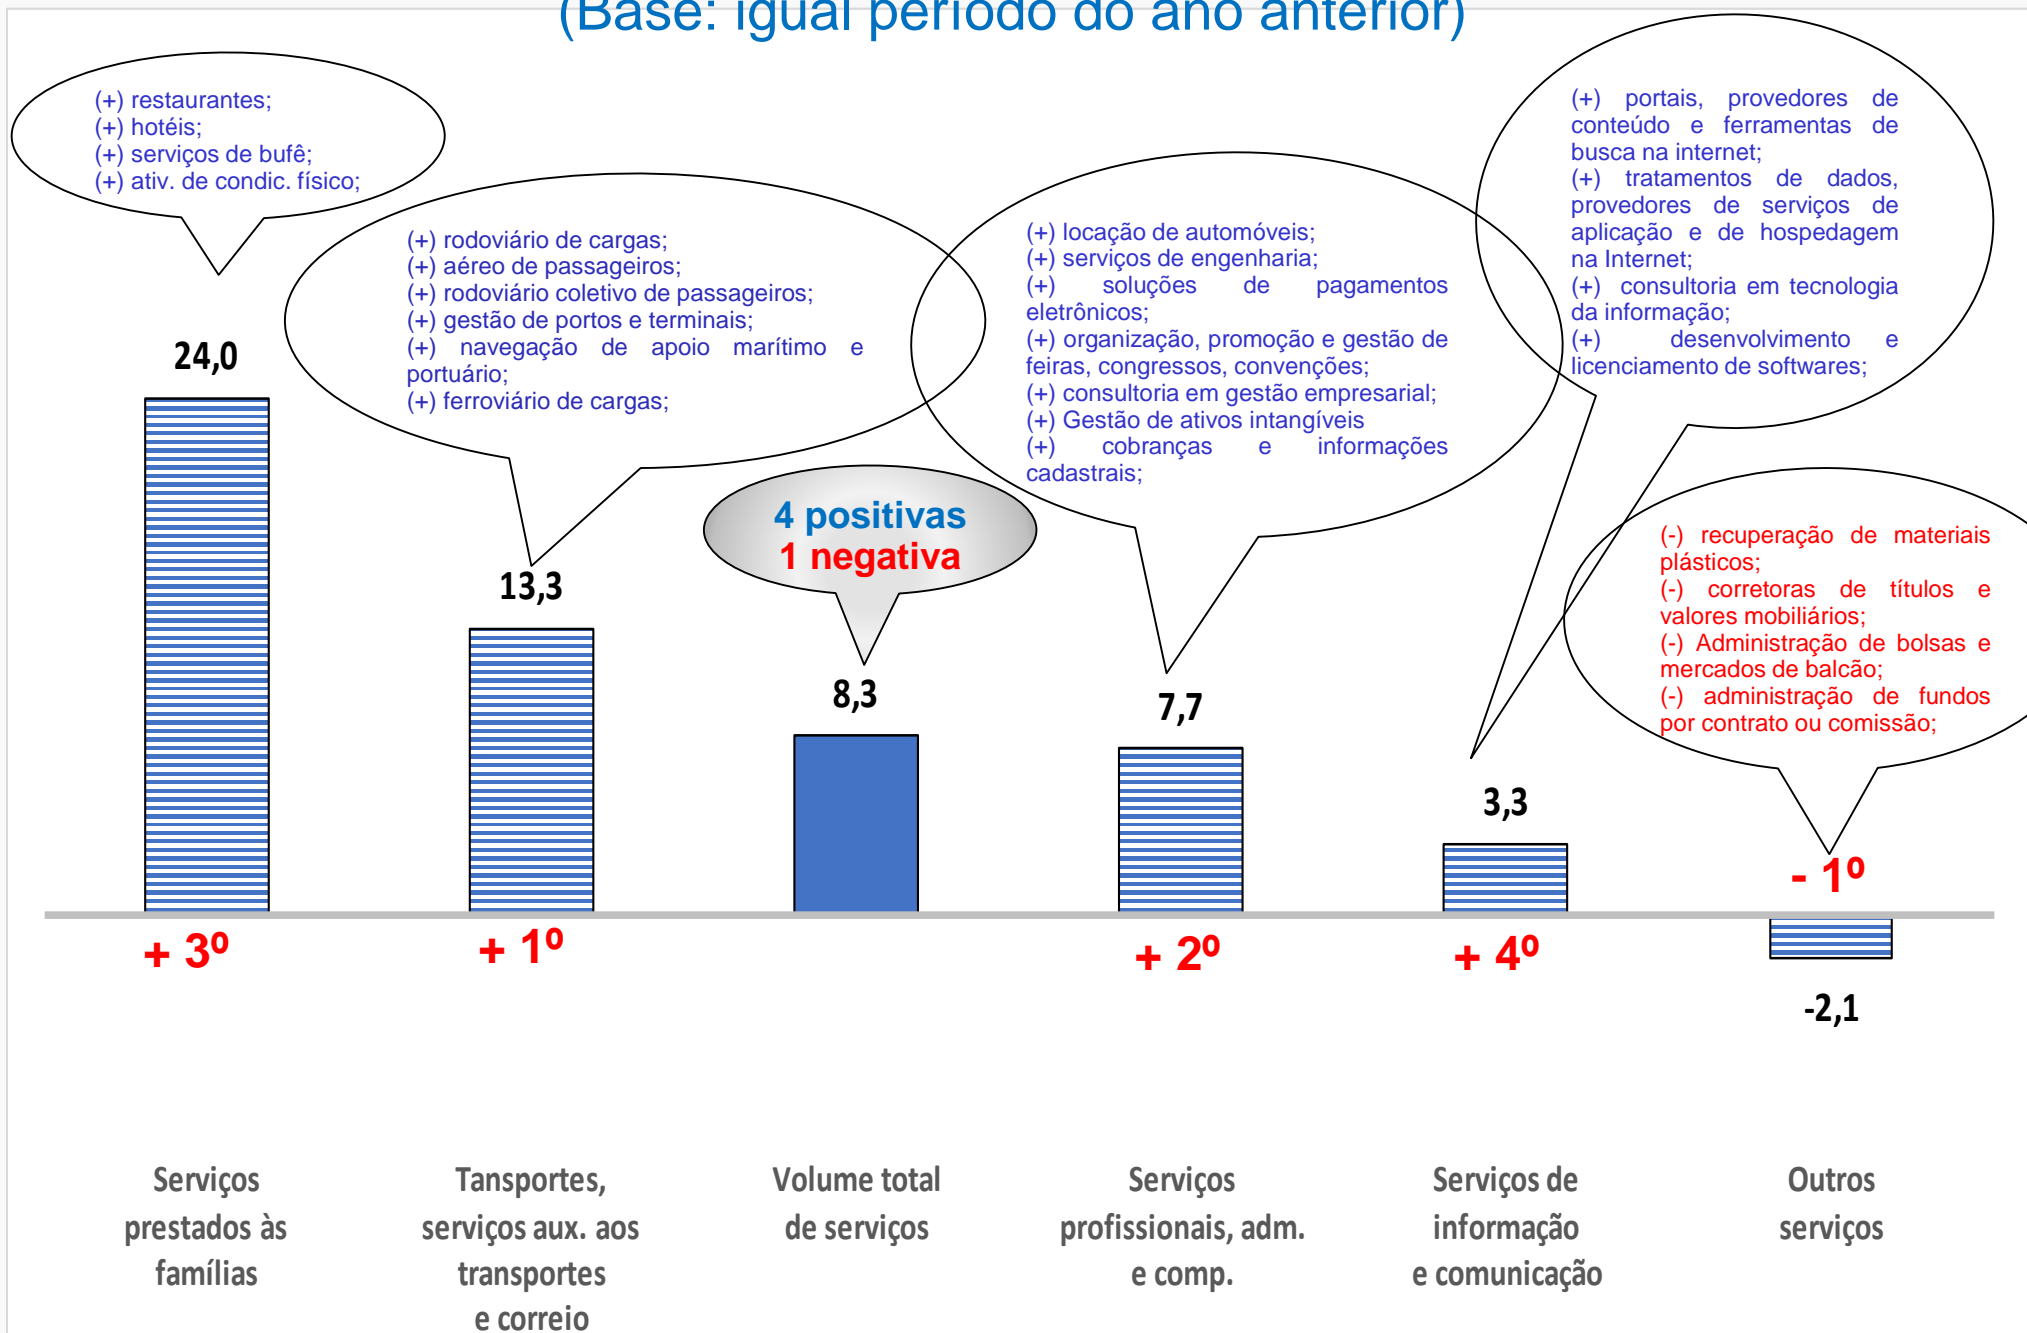 (Base: igual período do ano anterior)
(+) restaurantes;
(+) hotéis;
(+) serviços de bufê;
(+) ativ. de condic. físico;
(+) rodoviário de cargas;
(+) aéreo de passageiros;
(+) rodoviário coletivo de passageiros;
(+) gestão de portos e terminais;
(+) navegação de apoio marítimo e
portuário;
(+) ferroviário de cargas;
(+) locação de automóveis;
(+) serviços de engenharia;
(+) soluções de pagamentos
eletrônicos;
(+) organização, promoção e gestão de
feiras, congressos, convenções;
(+) consultoria em gestão empresarial;
(+) Gestão de ativos intangíveis
(+) cobranças e informações
cadastrais;
(+) portais, provedores de
conteúdo e ferramentas de
busca na internet;
(+) tratamentos de dados,
provedores de serviços de
aplicação e de hospedagem
na Internet;
(+) consultoria em tecnologia
da informação;
(+) desenvolvimento e
licenciamento de softwares;
(-) recuperação de materiais
plásticos;
(-) corretoras de títulos e
valores mobiliários;
(-) Administração de bolsas e
mercados de balcão;
(-) administração de fundos
por contrato ou comissão;
4 positivas
1 negativa
24,0
13,3
8,3
7,7
3,3
-2,1
+ 3º
+ 1º
+ 2º
+ 4º
- 1º
Serviços
prestados às
famílias
Tansportes,
serviços aux. aos
transportes
e correio
Volume total
de serviços
Serviços
profissionais, adm.
e comp.
Serviços de
informação
e comunicação
Outros
serviços